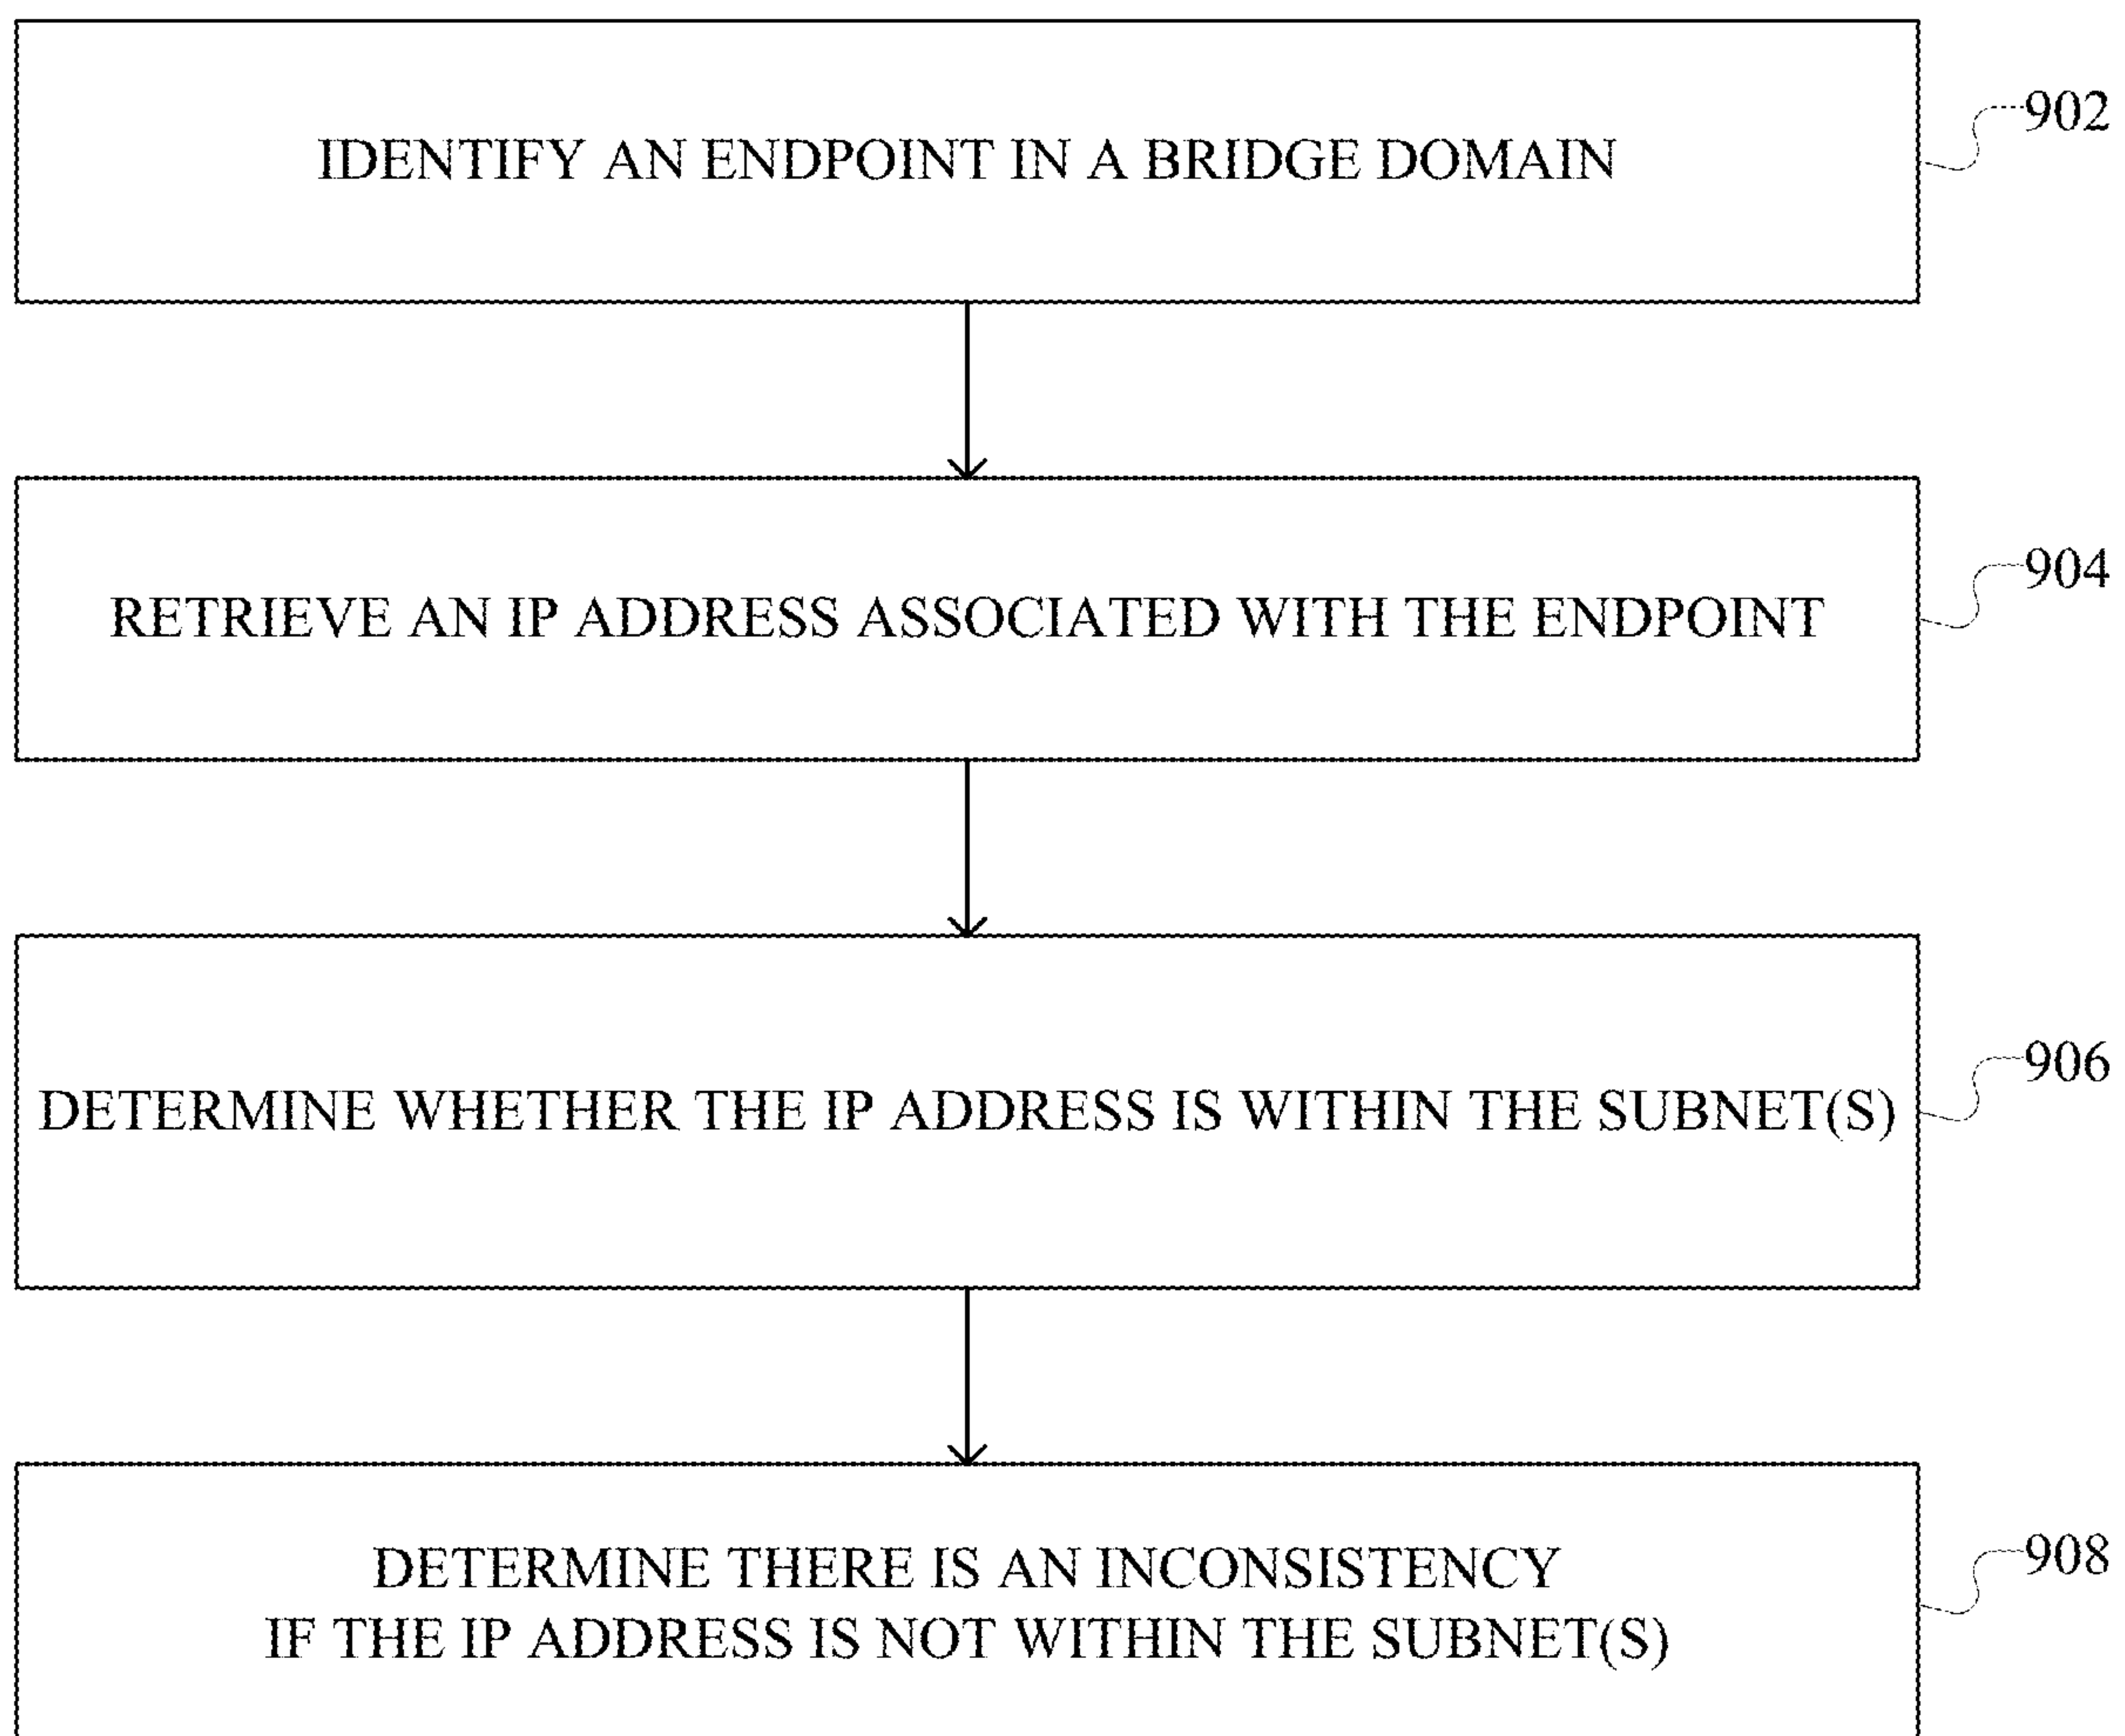 IDENTIFY AN ENDPOINT IN A BRIDGE DOMAIN
902
RETRIEVE AN IP ADDRESS ASSOCIATED WITH THE ENDPOINT
904
DETERMINE WHETHER THE IP ADDRESS IS WITHIN THE SUBNET(S)
906
DETERMINE THERE IS AN INCONSISTENCY
IF THE IP ADDRESS IS NOT WITHIN THE SUBNET(S)
908